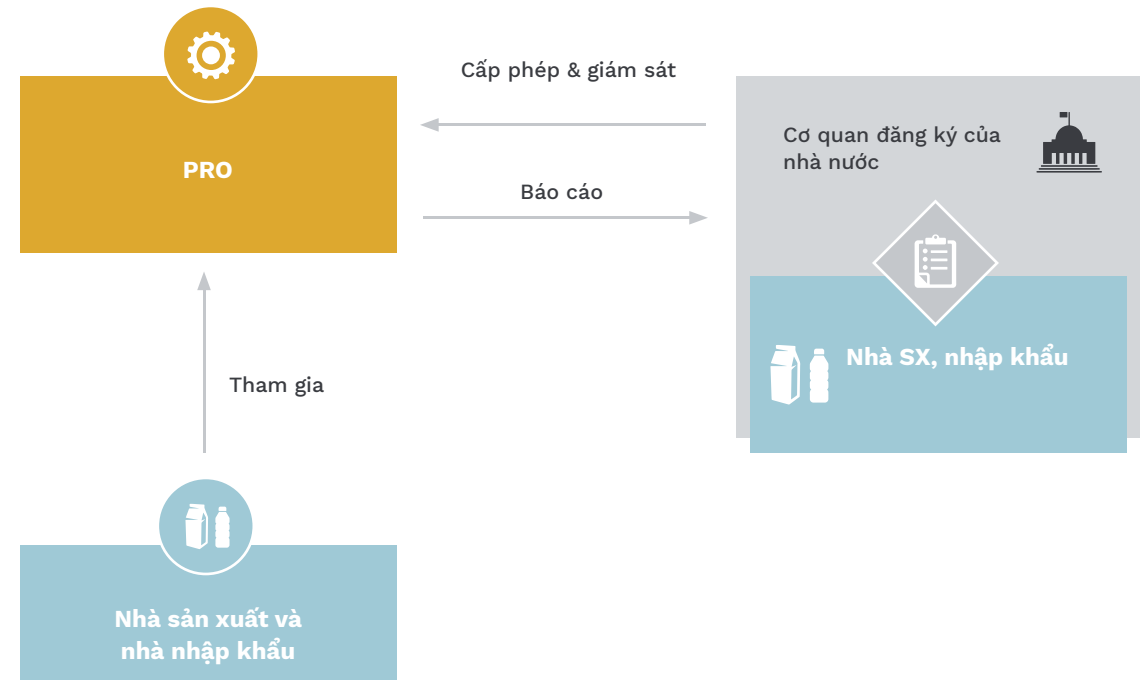 Cấp phép & giám sát
PRO
Báo cáo
Cơ quan đăng ký của
nhà nước
Nhà SX, nhập khẩu
Tham gia
Nhà sản xuất và
nhà nhập khẩu